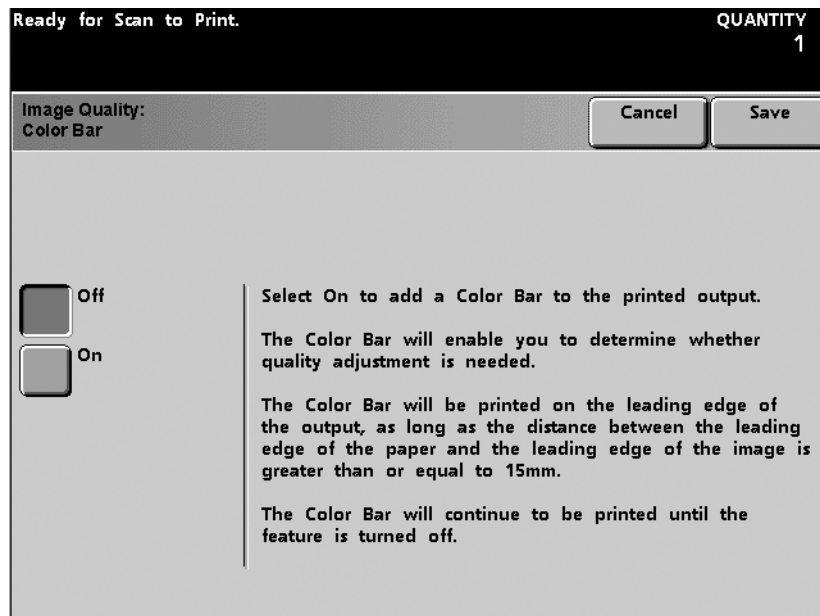 Ready for Scan to Print.
QUANTITY
1
Image Quality:
Color Bar
Cancel
Save
Off
On
Select On to add a Color Bar to the printed output.
The Color Bar will enable you to determine whether
quality adjustment is needed.
The Color Bar will be printed on the leading edge of
the output, as long as the distance between the leading
edge of the paper and the leading edge of the image is
greater than or equal to 15mm.
The Color Bar will continue to be printed until the
feature is turned off.